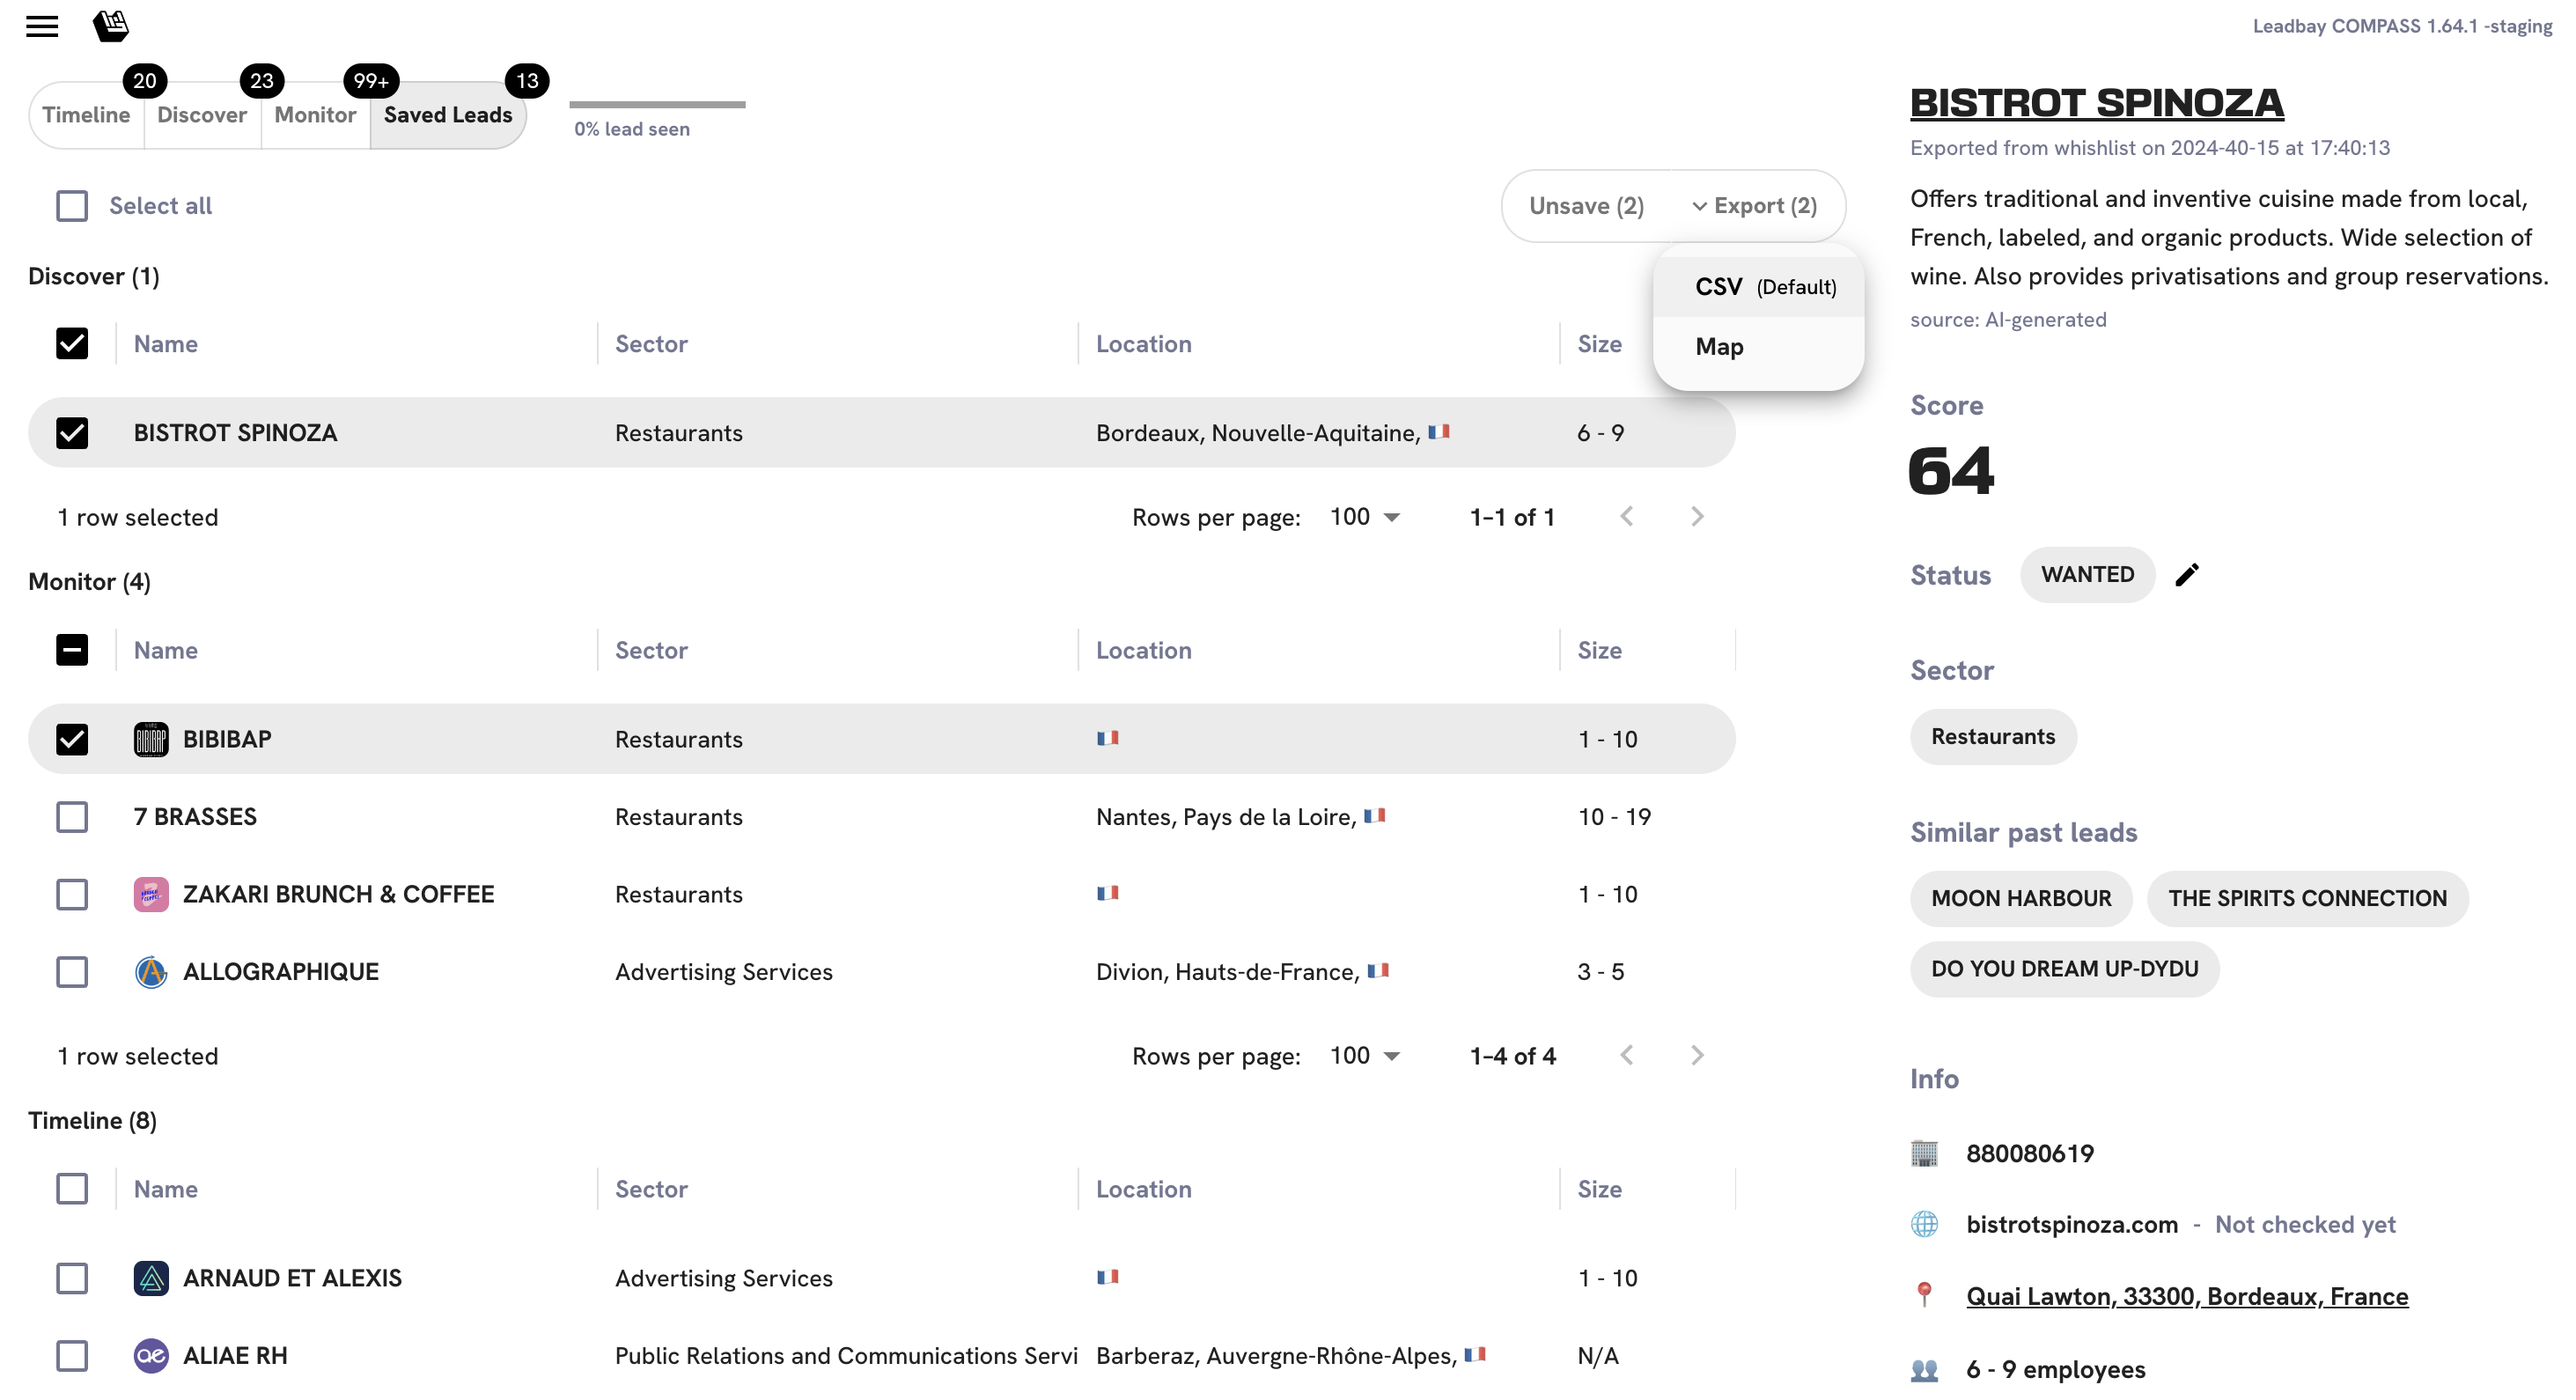 Leadbay COMPASS 1.64.1 -staging
20 23 99+ 13
Timeline Discover Monitor Saved Leads
0% lead seen
Select all
Unsave (2) Export (2)
CSV (Default)
Map
Discover (1)
Name Sector Location Size
BISTROT SPINOZA Restaurants Bordeaux, Nouvelle-Aquitaine, 6 - 9
1 row selected Rows per page: 100 1–1 of 1
Monitor (4)
Name Sector Location Size
BIBIBAP BIBIBAP Restaurants 1 - 10
7 BRASSES Restaurants Nantes, Pays de la Loire, 10 - 19
ZAKARI BRUNCH & COFFEE Restaurants 1 - 10
ALLOGRAPHIQUE Advertising Services Divion, Hauts-de-France, 3 - 5
1 row selected Rows per page: 100 1–4 of 4
Timeline (8)
Name Sector Location Size
ARNAUD ET ALEXIS Advertising Services 1 - 10
ae ALIAE RH Public Relations and Communications Servi Barberaz, Auvergne-Rhône-Alpes, N/A
BISTROT SPINOZA
Exported from whishlist on 2024-40-15 at 17:40:13
Offers traditional and inventive cuisine made from local,
French, labeled, and organic products. Wide selection of
wine. Also provides privatisations and group reservations.
source: AI-generated
Score
64
Status WANTED
Sector
Restaurants
Similar past leads
MOON HARBOUR THE SPIRITS CONNECTION
DO YOU DREAM UP-DYDU
Info
880080619
bistrotspinoza.com - Not checked yet
Quai Lawton, 33300, Bordeaux, France
6 - 9 employees